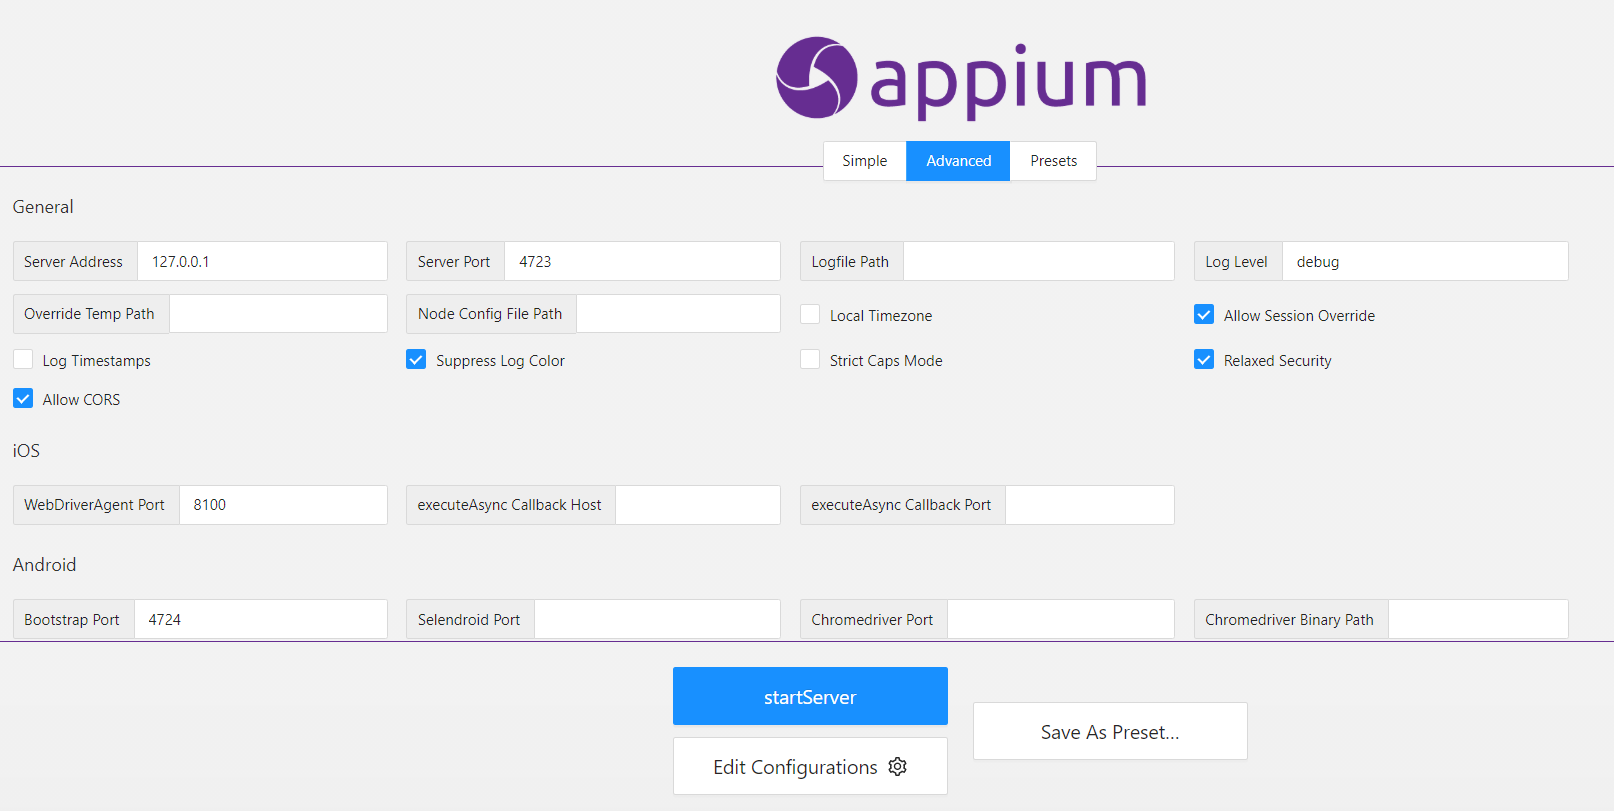 appium
Simple Advanced Presets
General
Server Address 127.0.0.1 Server Port 4723 Logfile Path Log Level debug
Override Temp Path Node Config File Path Local Timezone Allow Session Override
Log Timestamps Suppress Log Color Strict Caps Mode Relaxed Security
Allow CORS
iOS
WebDriverAgent Port 8100 executeAsync Callback Host executeAsync Callback Port
Android
Bootstrap Port 4724 Selendroid Port Chromedriver Port Chromedriver Binary Path
startServer
Save As Preset...
Edit Configurations